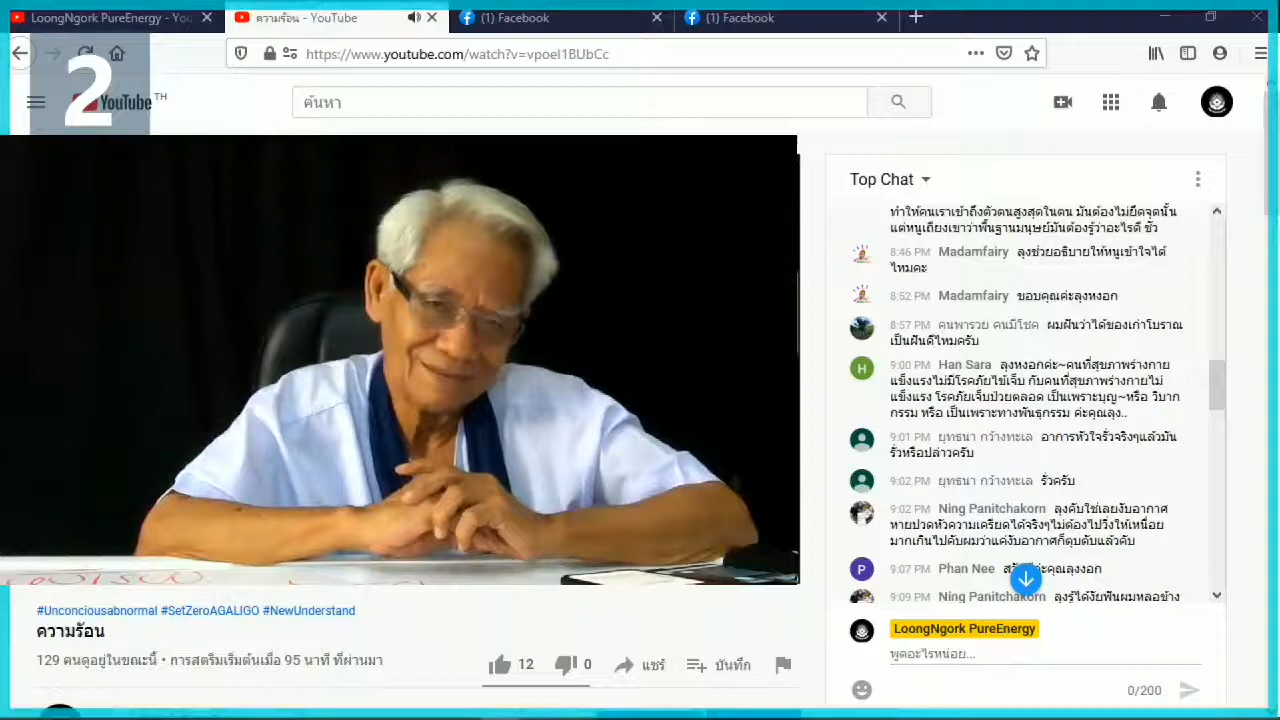 LoongNgork PureEnergy - You
ความร้อน - YouTube
(1) Facebook
(1) Facebook
https://www.youtube.com/watch?v=vpoel1BUbCc
2
YouTube TH
ค้นหา
Top Chat
ทำให้คนเราเข้าถึงตัวตนสูงสุดในตน มันต้องไม่ยึดจุดนั้น
แต่หนูเถียงเขาว่าพื้นฐานมนุษย์มันต้องรู้ว่าอะไรดี ชั่ว
8:46 PM Madamfairy ลุงช่วยอธิบายให้หนูเข้าใจได้
ไหมคะ
8:52 PM Madamfairy ขอบคุณค่ะลุงหงอก
8:57 PM คนพารวย คนมีโชค ผมฝันว่าได้ของเก่าโบราณ
เป็นฝันดีไหมครับ
H
9:00 PM Han Sara ลุงหงอกค่ะ~คนที่สุขภาพร่างกาย
แข็งแรงไม่มีโรคภัยไข้เจ็บ กับคนที่สุขภาพร่างกายไม่
แข็งแรง โรคภัยเจ็บป่วยตลอด เป็นเพราะบุญ~หรือ วิบาก
กรรม หรือ เป็นเพราะทางพันธุกรรม ค่ะคุณลุง..
9:01 PM ยุทธนา กว้างทะเล อาการหัวใจรั่วจริงๆแล้วมัน
รั่วหรือปล่าวครับ
9:02 PM ยุทธนา กว้างทะเล รั่วครับ
9:02 PM Ning Panitchakorn ลุงคับใช่เลยงับอากาศ
หายปวดหัวความเครียดได้จริงๆไม่ต้องไปวิ่งให้เหนื่อย
มากเกินไปคับผมว่าแค่งับอากาศก็ตุบตับแล้วคับ
P
9:07 PM Phan Nee ค่ะคุณลุงงอก
9:09 PM Ning Panitchakorn ลุงรู้ได้งัยฟันผมหลอข้าง
LoongNgork PureEnergy
พูดอะไรหน่อย...
0/200
#Unconciousabnormal #SetZeroAGALIGO #NewUnderstand
ความร้อน
129 คนดูอยู่ในขณะนี้ • การสตรีมเริ่มต้นเมื่อ 95 นาที ที่ผ่านมา
12
0
แชร์
บันทึก